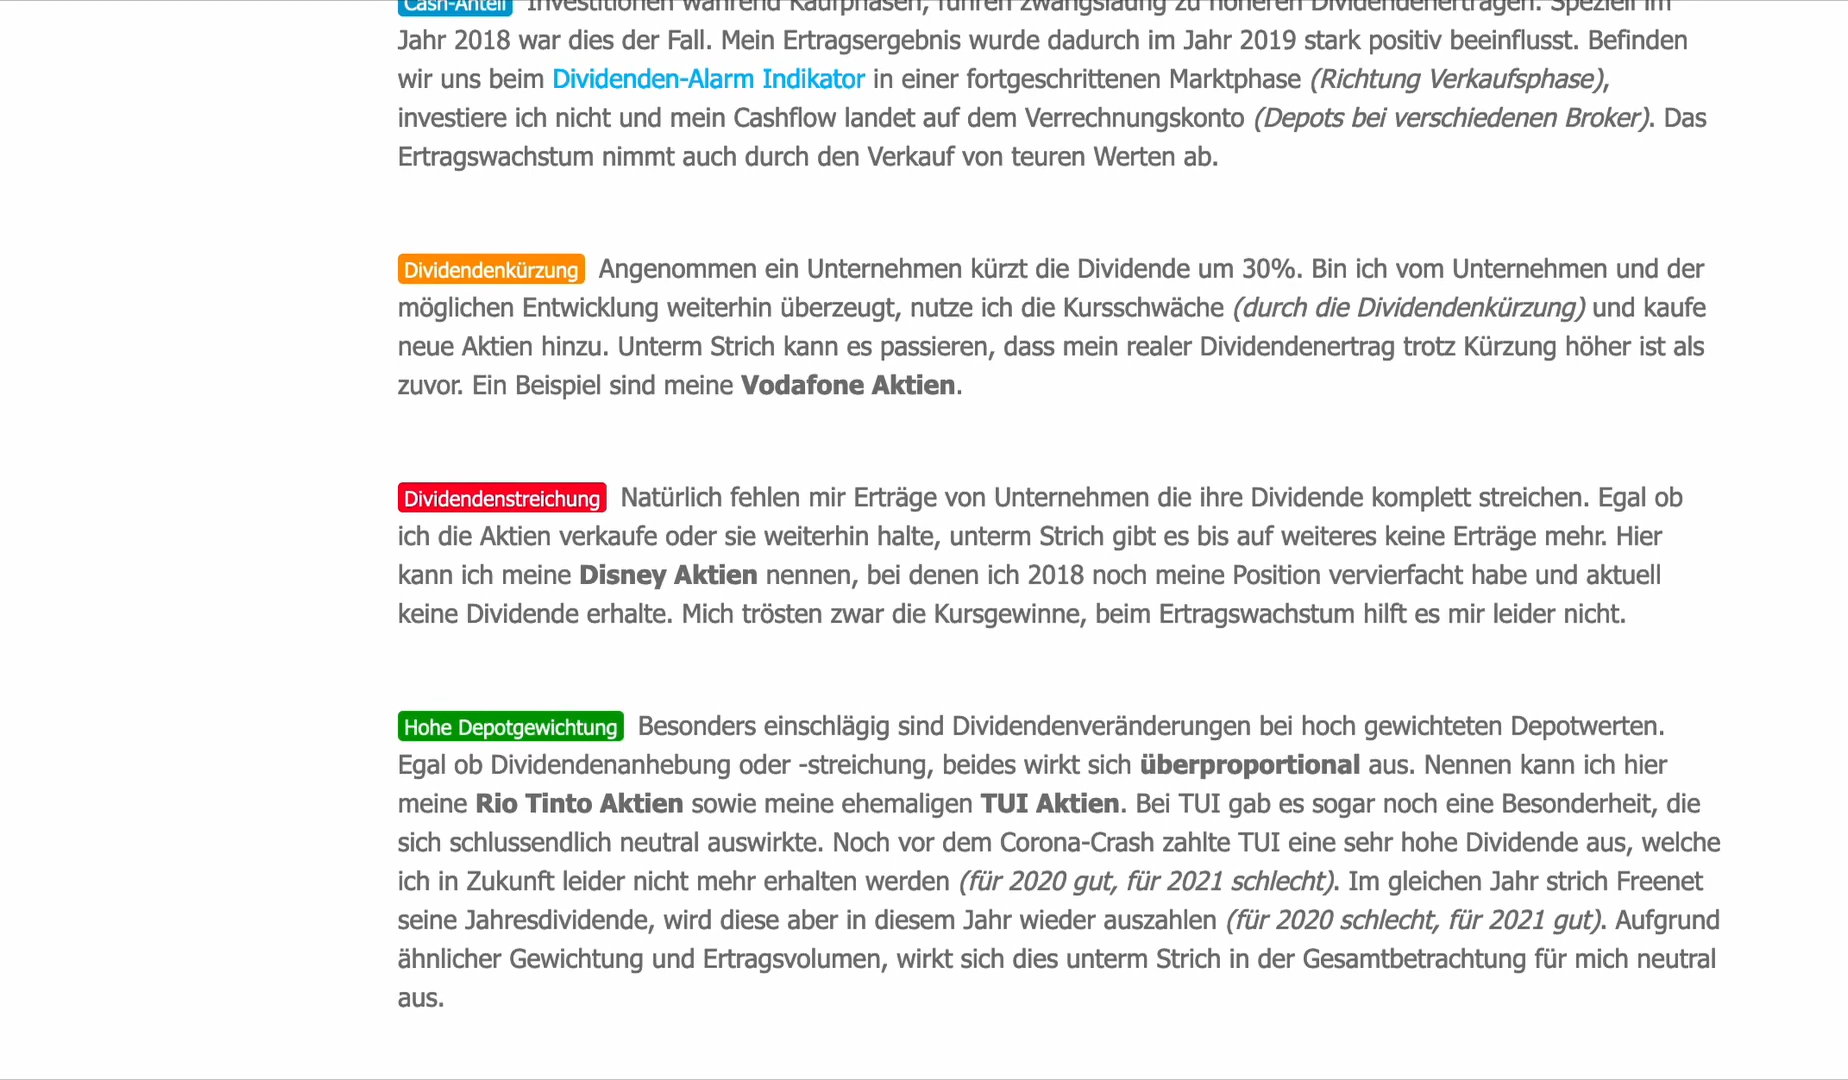 Cash-Anteil Investitionen während Kaufphasen, führen zwangsläufig zu höheren Dividendenerträgen. Speziell im
Jahr 2018 war dies der Fall. Mein Ertragsergebnis wurde dadurch im Jahr 2019 stark positiv beeinflusst. Befinden
wir uns beim Dividenden-Alarm Indikator in einer fortgeschrittenen Marktphase (Richtung Verkaufsphase),
investiere ich nicht und mein Cashflow landet auf dem Verrechnungskonto (Depots bei verschiedenen Broker). Das
Ertragswachstum nimmt auch durch den Verkauf von teuren Werten ab.
Dividendenkürzung Angenommen ein Unternehmen kürzt die Dividende um 30%. Bin ich vom Unternehmen und der
möglichen Entwicklung weiterhin überzeugt, nutze ich die Kursschwäche (durch die Dividendenkürzung) und kaufe
neue Aktien hinzu. Unterm Strich kann es passieren, dass mein realer Dividendenertrag trotz Kürzung höher ist als
zuvor. Ein Beispiel sind meine Vodafone Aktien.
Dividendenstreichung Natürlich fehlen mir Erträge von Unternehmen die ihre Dividende komplett streichen. Egal ob
ich die Aktien verkaufe oder sie weiterhin halte, unterm Strich gibt es bis auf weiteres keine Erträge mehr. Hier
kann ich meine Disney Aktien nennen, bei denen ich 2018 noch meine Position vervierfacht habe und aktuell
keine Dividende erhalte. Mich trösten zwar die Kursgewinne, beim Ertragswachstum hilft es mir leider nicht.
Hohe Depotgewichtung Besonders einschlägig sind Dividendenveränderungen bei hoch gewichteten Depotwerten.
Egal ob Dividendenanhebung oder -streichung, beides wirkt sich überproportional aus. Nennen kann ich hier
meine Rio Tinto Aktien sowie meine ehemaligen TUI Aktien. Bei TUI gab es sogar noch eine Besonderheit, die
sich schlussendlich neutral auswirkte. Noch vor dem Corona-Crash zahlte TUI eine sehr hohe Dividende aus, welche
ich in Zukunft leider nicht mehr erhalten werden (für 2020 gut, für 2021 schlecht). Im gleichen Jahr strich Freenet
seine Jahresdividende, wird diese aber in diesem Jahr wieder auszahlen (für 2020 schlecht, für 2021 gut). Aufgrund
ähnlicher Gewichtung und Ertragsvolumen, wirkt sich dies unterm Strich in der Gesamtbetrachtung für mich neutral
aus.